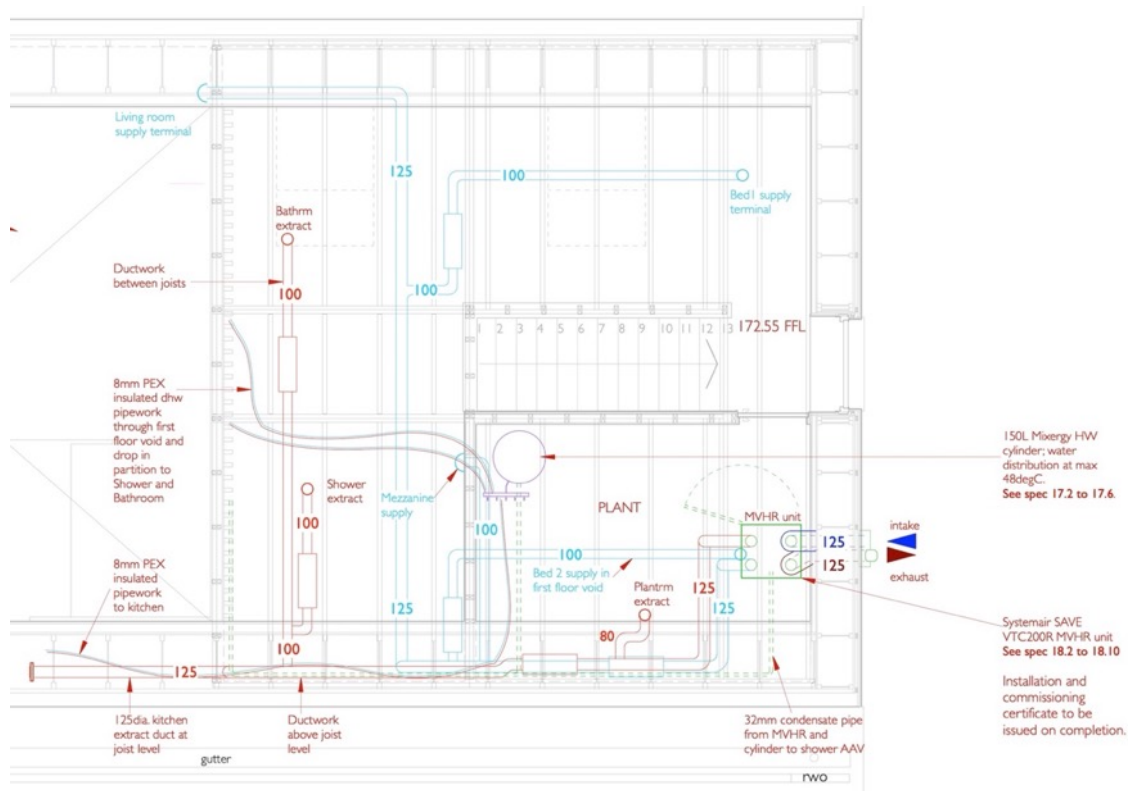 Living room
supply terminal
125
100
Bed1 supply
terminal
Bathrm
extract
Ductwork
between joists
100
100
1 2 3 4 5 6 7 8 9 10 11 12 13
172.55 FFL
8mm PEX
insulated dhw
pipework
through first
floor void and
drop in
partition to
Shower and
Bathroom
150L Mixergy HW
cylinder; water
distribution at max
48degC.
See spec 17.2 to 17.6.
Shower
extract
Mezzanine
supply
PLANT
MVHR unit
100
100
100
125
125
intake
exhaust
Bed 2 supply in
first floor void
8mm PEX
insulated
pipework
to kitchen
Plantrm
extract
125
125
125
80
100
125
Systemair SAVE
VTC200R MVHR unit
See spec 18.2 to 18.10
Installation and
commissioning
certificate to be
issued on completion.
125dia. kitchen
extract duct at
joist level
Ductwork
above joist
level
32mm condensate pipe
from MVHR and
cylinder to shower AAV
gutter
rwo